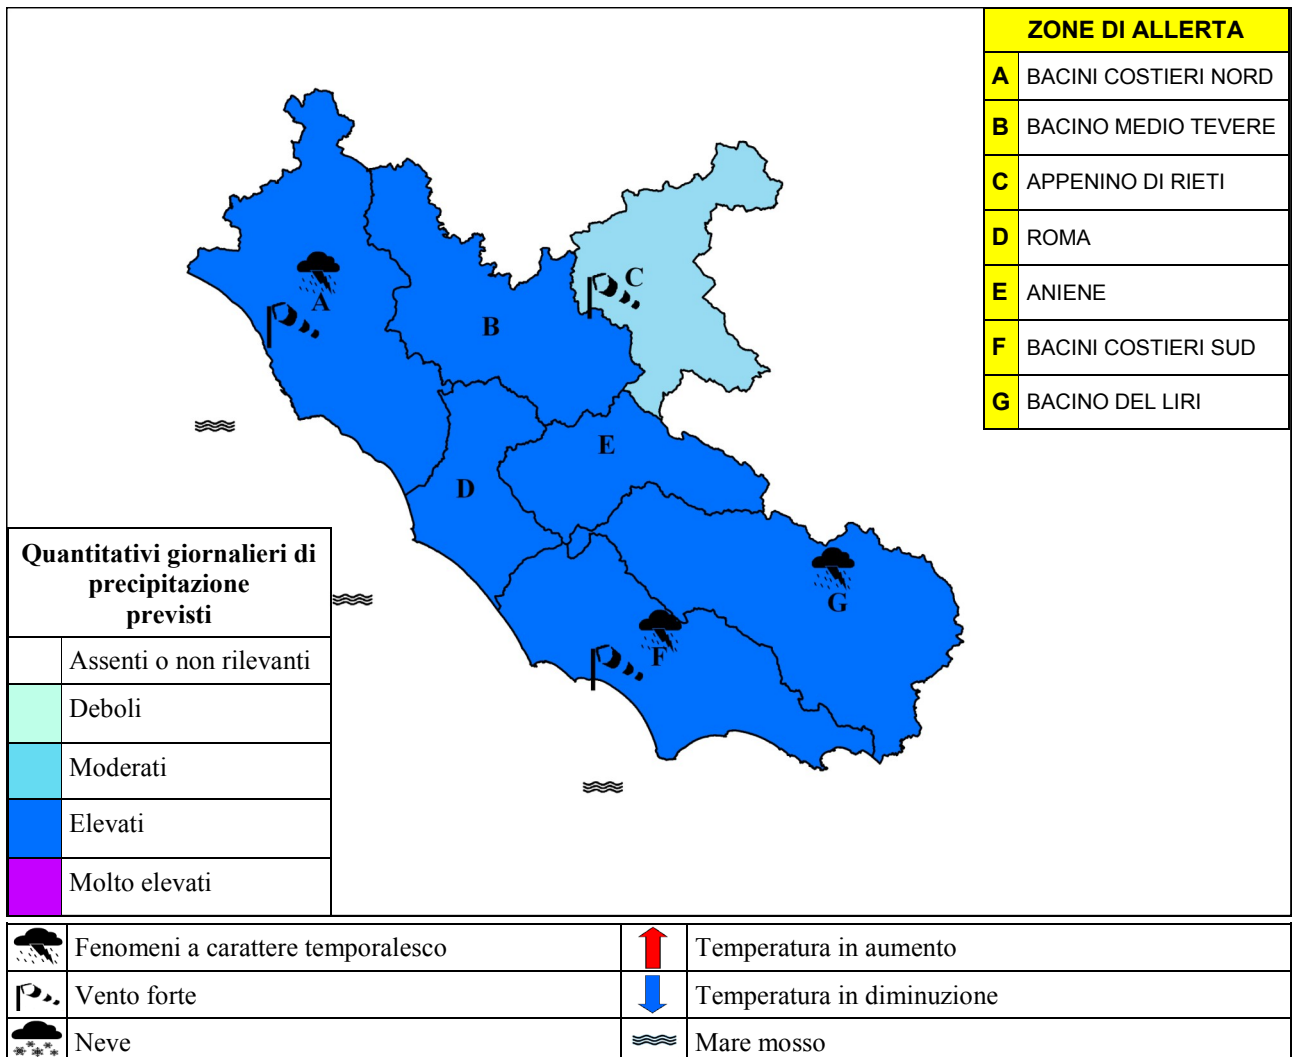 ZONE DI ALLERTA
A BACINI COSTIERI NORD
B BACINO MEDIO TEVERE
C APPENINO DI RIETI
D ROMA
E ANIENE
F BACINI COSTIERI SUD
G BACINO DEL LIRI
C
A
B
E
D
G
F
Quantitativi giornalieri di
precipitazione
previsti
Assenti o non rilevanti
Deboli
Moderati
Elevati
Molto elevati
Fenomeni a carattere temporalesco
Temperatura in aumento
Vento forte
Temperatura in diminuzione
Neve
Mare mosso